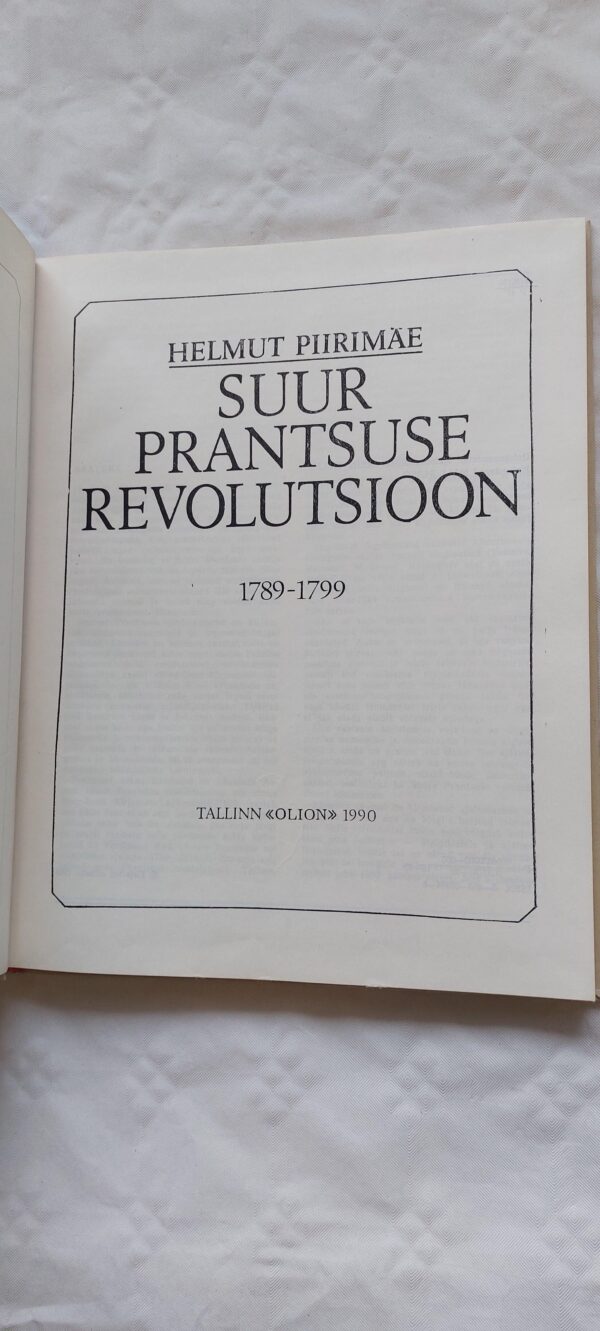 HELMUT PIIRIMÄE
SUUR
PRANTSUSE
REVOLUTSIOON
1789-1799
TALLINN «OLION» 1990